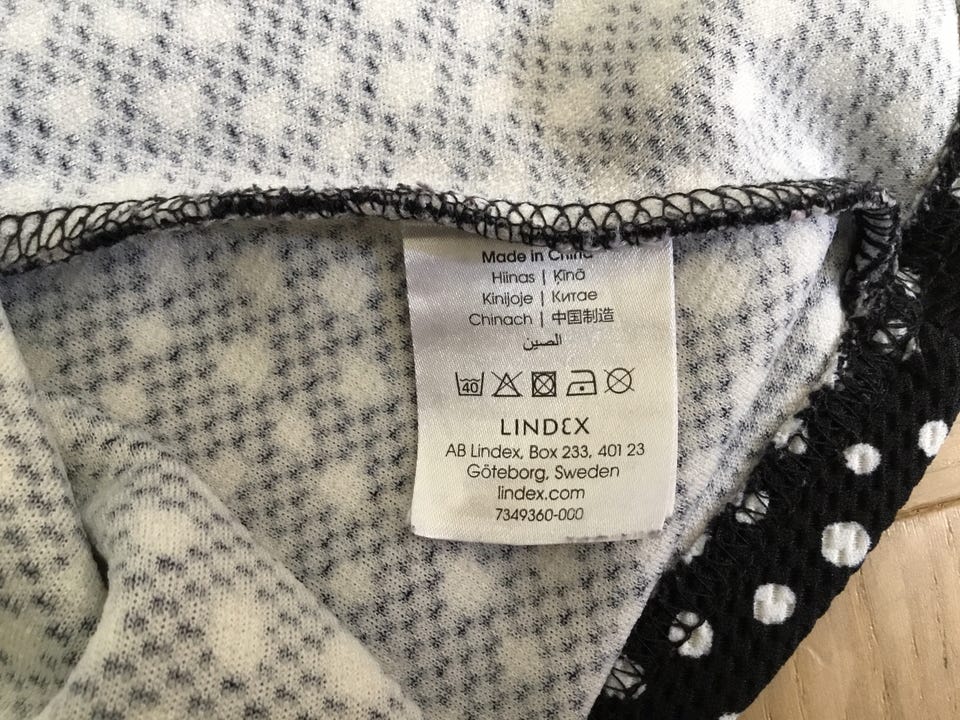 Made in China
Hiinas | Ķīnā
Kinijoje | Китае
Chinach | 中国制造
الصين
40
LINDEX
AB Lindex, Box 233, 401 23
Göteborg, Sweden
lindex.com
7349360-000